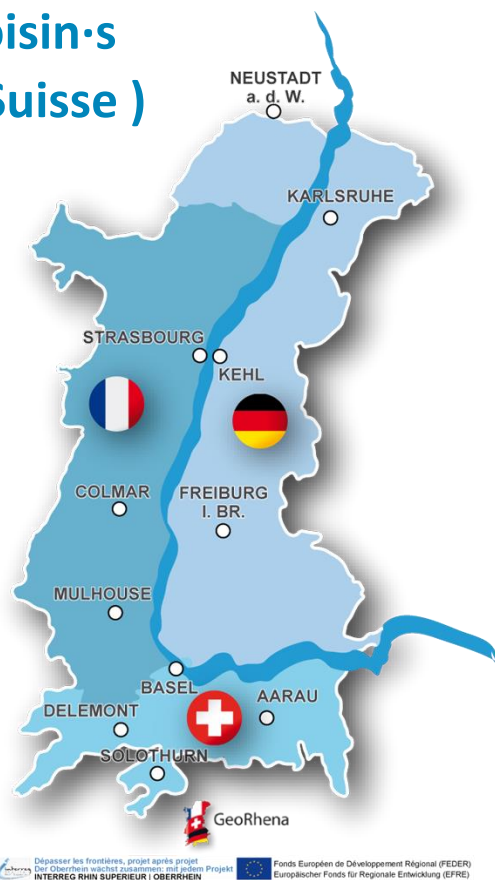 oisin·s
Suisse )
NEUSTADT
a. d. W.
KARLSRUHE
STRASBOURG
KEHL
COLMAR
FREIBURG
I. BR.
MULHOUSE
BASEL
AARAU
DELEMONT
SOLOTHURN
GeoRhena
Interreg
Dépasser les frontières, projet après projet
Der Oberrhein wächst zusammen: mit jedem Projekt
INTERREG RHIN SUPERIEUR | OBERRHEIN
Fonds Européen de Développement Régional (FEDER)
Europäischer Fonds für Regionale Entwicklung (EFRE)